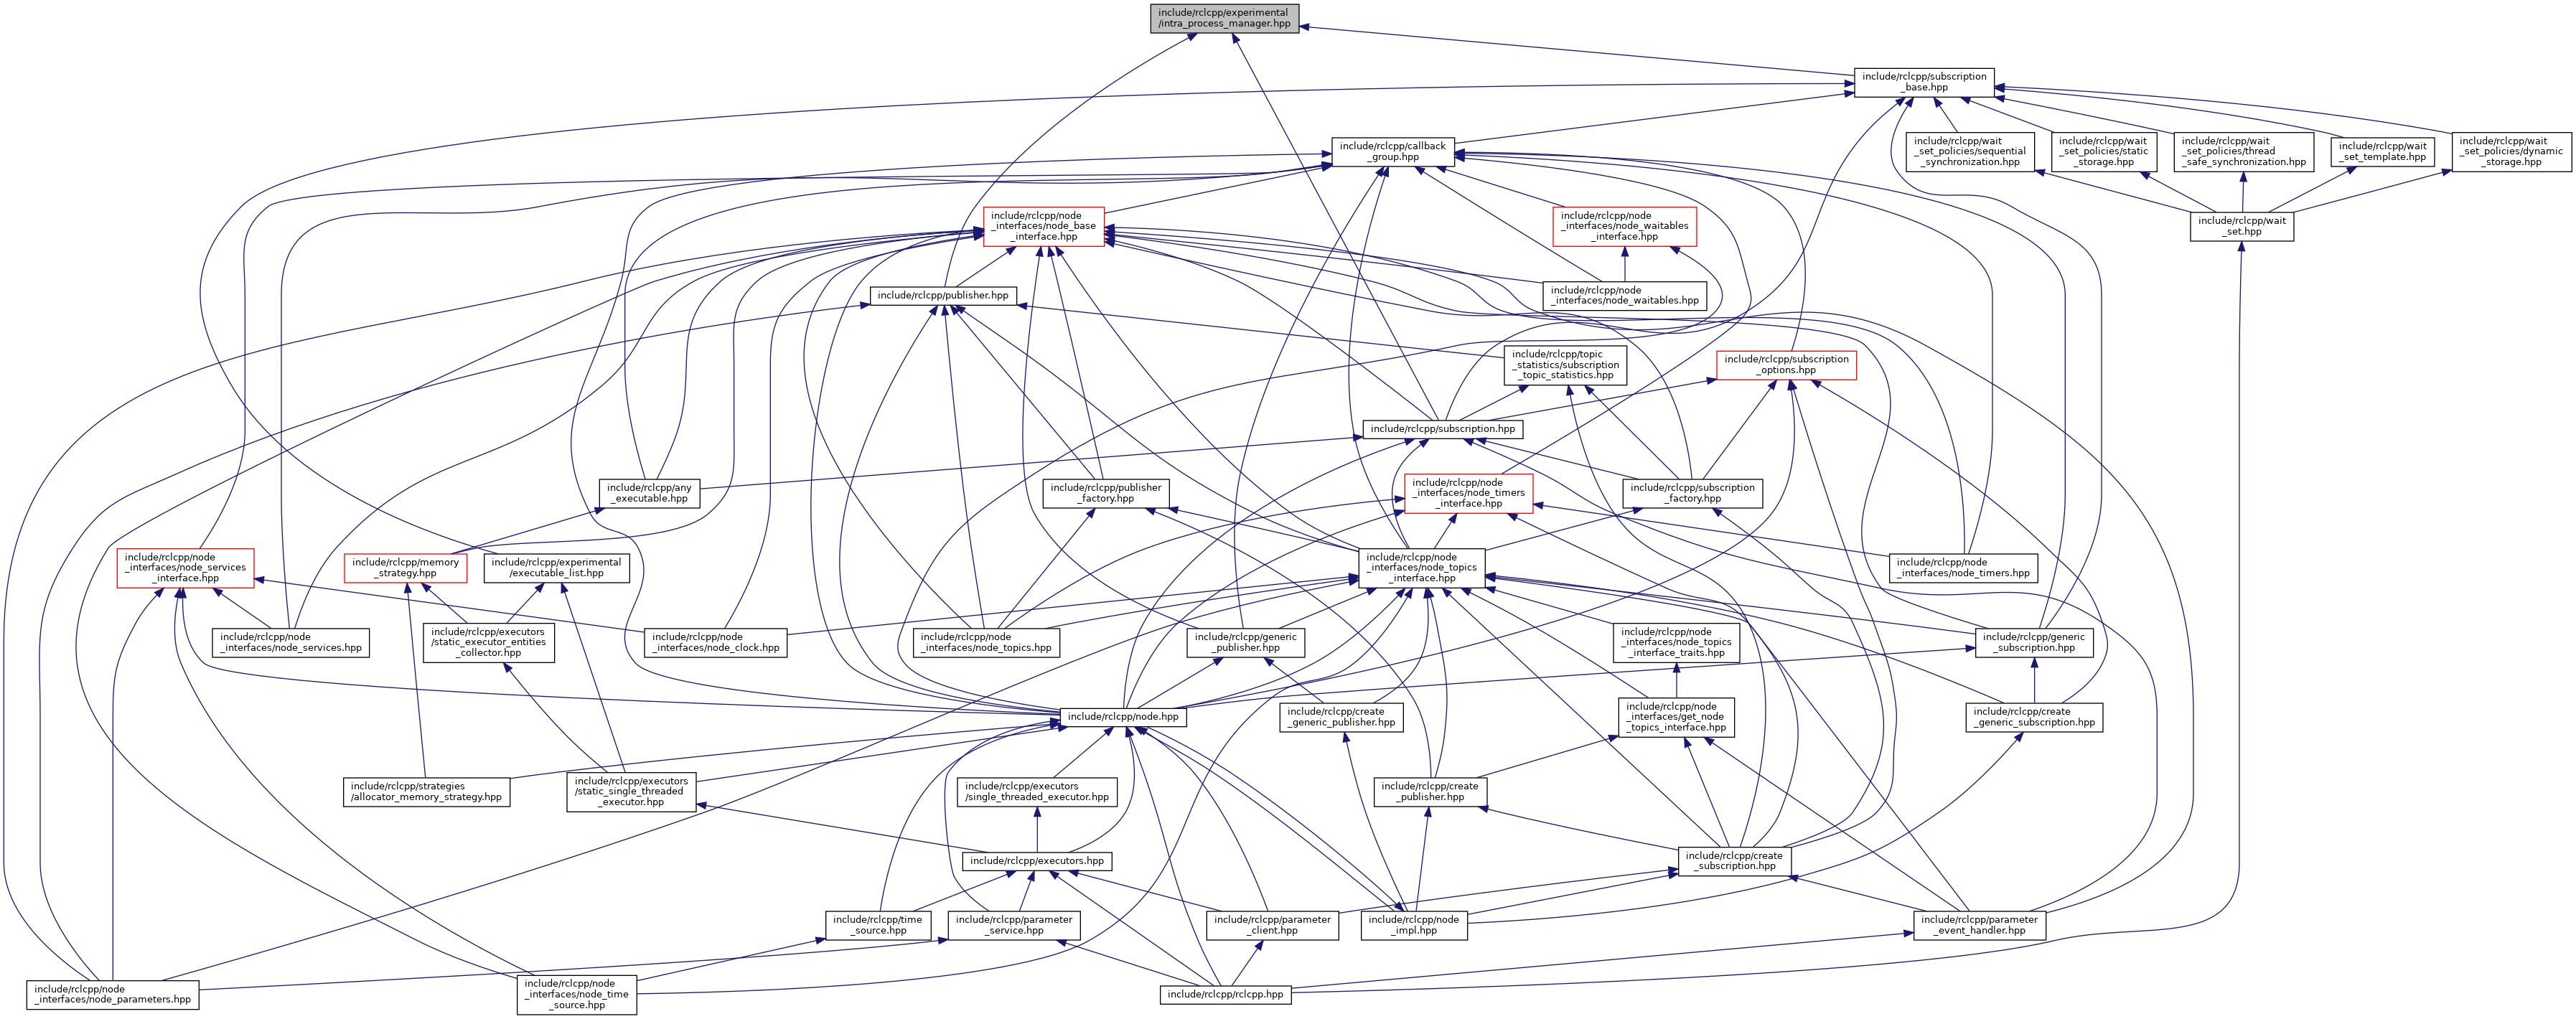 include/rclcpp/experimental
/intra_process_manager.hpp
include/rclcpp/subscription
_base.hpp
include/rclcpp/callback
_group.hpp
include/rclcpp/wait
_set_policies/sequential
_synchronization.hpp
include/rclcpp/wait
_set_policies/static
_storage.hpp
include/rclcpp/wait
_set_policies/thread
_safe_synchronization.hpp
include/rclcpp/wait
_set_template.hpp
include/rclcpp/wait
_set_policies/dynamic
_storage.hpp
include/rclcpp/node
_interfaces/node_base
_interface.hpp
include/rclcpp/node
_interfaces/node_waitables
_interface.hpp
include/rclcpp/wait
_set.hpp
include/rclcpp/publisher.hpp
include/rclcpp/node
_interfaces/node_waitables.hpp
include/rclcpp/topic
_statistics/subscription
_topic_statistics.hpp
include/rclcpp/subscription
_options.hpp
include/rclcpp/subscription.hpp
include/rclcpp/any
_executable.hpp
include/rclcpp/publisher
_factory.hpp
include/rclcpp/node
_interfaces/node_timers
_interface.hpp
include/rclcpp/subscription
_factory.hpp
include/rclcpp/node
_interfaces/node_services
_interface.hpp
include/rclcpp/memory
_strategy.hpp
include/rclcpp/experimental
/executable_list.hpp
include/rclcpp/node
_interfaces/node_topics
_interface.hpp
include/rclcpp/node
_interfaces/node_timers.hpp
include/rclcpp/node
_interfaces/node_services.hpp
include/rclcpp/executors
/static_executor_entities
_collector.hpp
include/rclcpp/node
_interfaces/node_clock.hpp
include/rclcpp/node
_interfaces/node_topics.hpp
include/rclcpp/generic
_publisher.hpp
include/rclcpp/node
_interfaces/node_topics
_interface_traits.hpp
include/rclcpp/generic
_subscription.hpp
include/rclcpp/node.hpp
include/rclcpp/create
_generic_publisher.hpp
include/rclcpp/node
_interfaces/get_node
_topics_interface.hpp
include/rclcpp/create
_generic_subscription.hpp
include/rclcpp/strategies
/allocator_memory_strategy.hpp
include/rclcpp/executors
/static_single_threaded
_executor.hpp
include/rclcpp/executors
/single_threaded_executor.hpp
include/rclcpp/create
_publisher.hpp
include/rclcpp/executors.hpp
include/rclcpp/create
_subscription.hpp
include/rclcpp/time
_source.hpp
include/rclcpp/parameter
_service.hpp
include/rclcpp/parameter
_client.hpp
include/rclcpp/node
_impl.hpp
include/rclcpp/parameter
_event_handler.hpp
include/rclcpp/node
_interfaces/node_parameters.hpp
include/rclcpp/node
_interfaces/node_time
_source.hpp
include/rclcpp/rclcpp.hpp